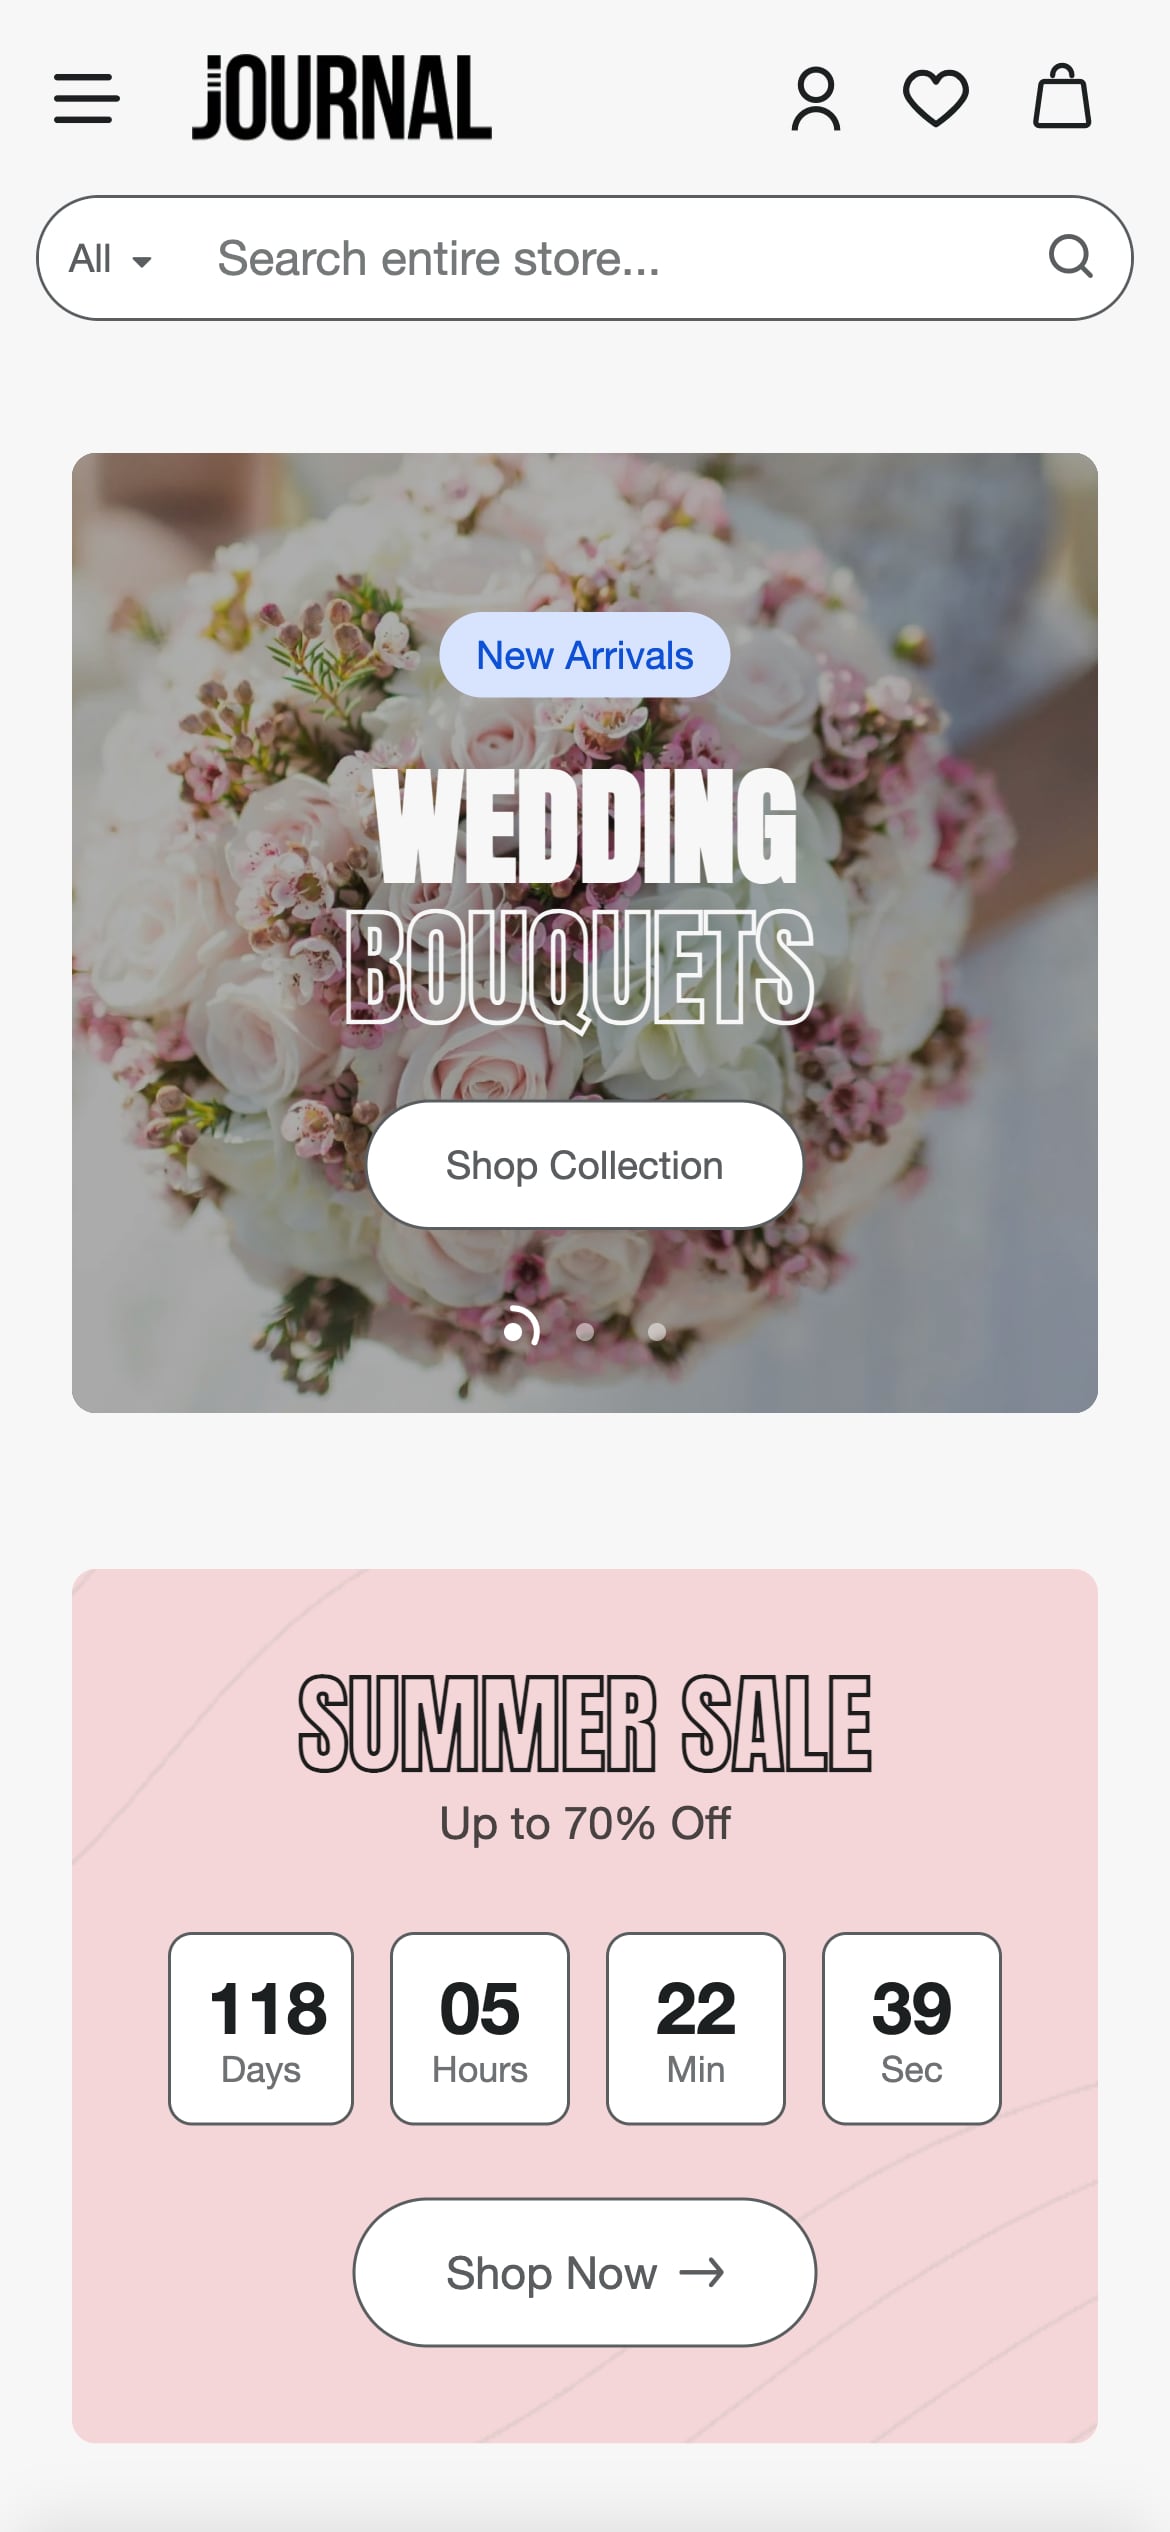 JOURNAL
All
Search entire store...
New Arrivals
WEDDING
BOUQUETS
Shop Collection
SUMMER SALE
Up to 70% Off
118 05 22 39
Days Hours Min Sec
Shop Now →